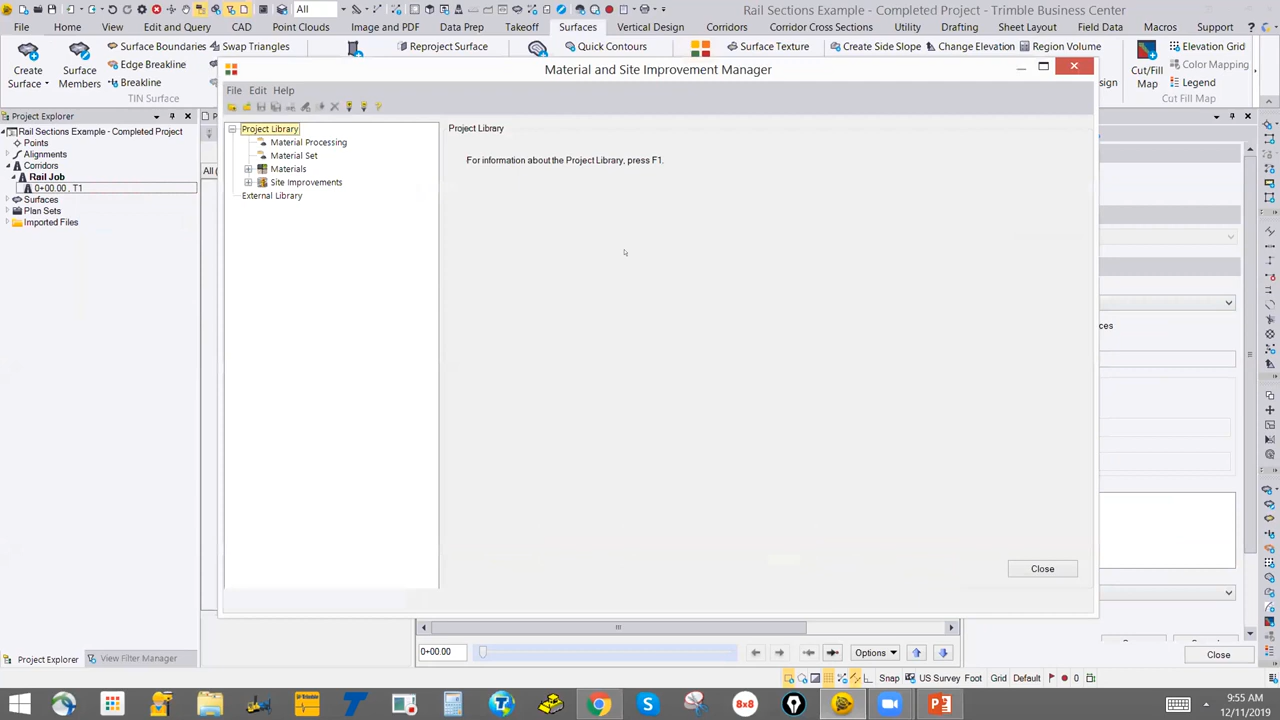 All
Rail Sections Example - Completed Project - Trimble Business Center
File Home Edit and Query CAD Point Clouds Image and PDF Data Prep Takeoff Surfaces Vertical Design Corridors Corridor Cross Sections Utility Drafting Sheet Layout Field Data Macros Support
Surface Boundaries Swap Triangles Reproject Surface Quick Contours Surface Texture Create Side Slope Change Elevation Region Volume Elevation Grid
Create Surface Surface Members Edge Breakline Cut/Fill Map Color Mapping
Breakline Legend
TIN Surface Cut Fill Map
Material and Site Improvement Manager
File Edit Help
Project Explorer
Rail Sections Example - Completed Project
Points
Alignments
Corridors
Rail Job
0+00.00 , T1
Surfaces
Plan Sets
Imported Files
All (
Project Library
Material Processing
Material Set
Materials
Site Improvements
External Library
Project Library
For information about the Project Library, press F1.
Close
0+00.00 Options
Close
Project Explorer View Filter Manager
Snap US Survey Foot Grid Default 0
8x8
9:55 AM
12/11/2019